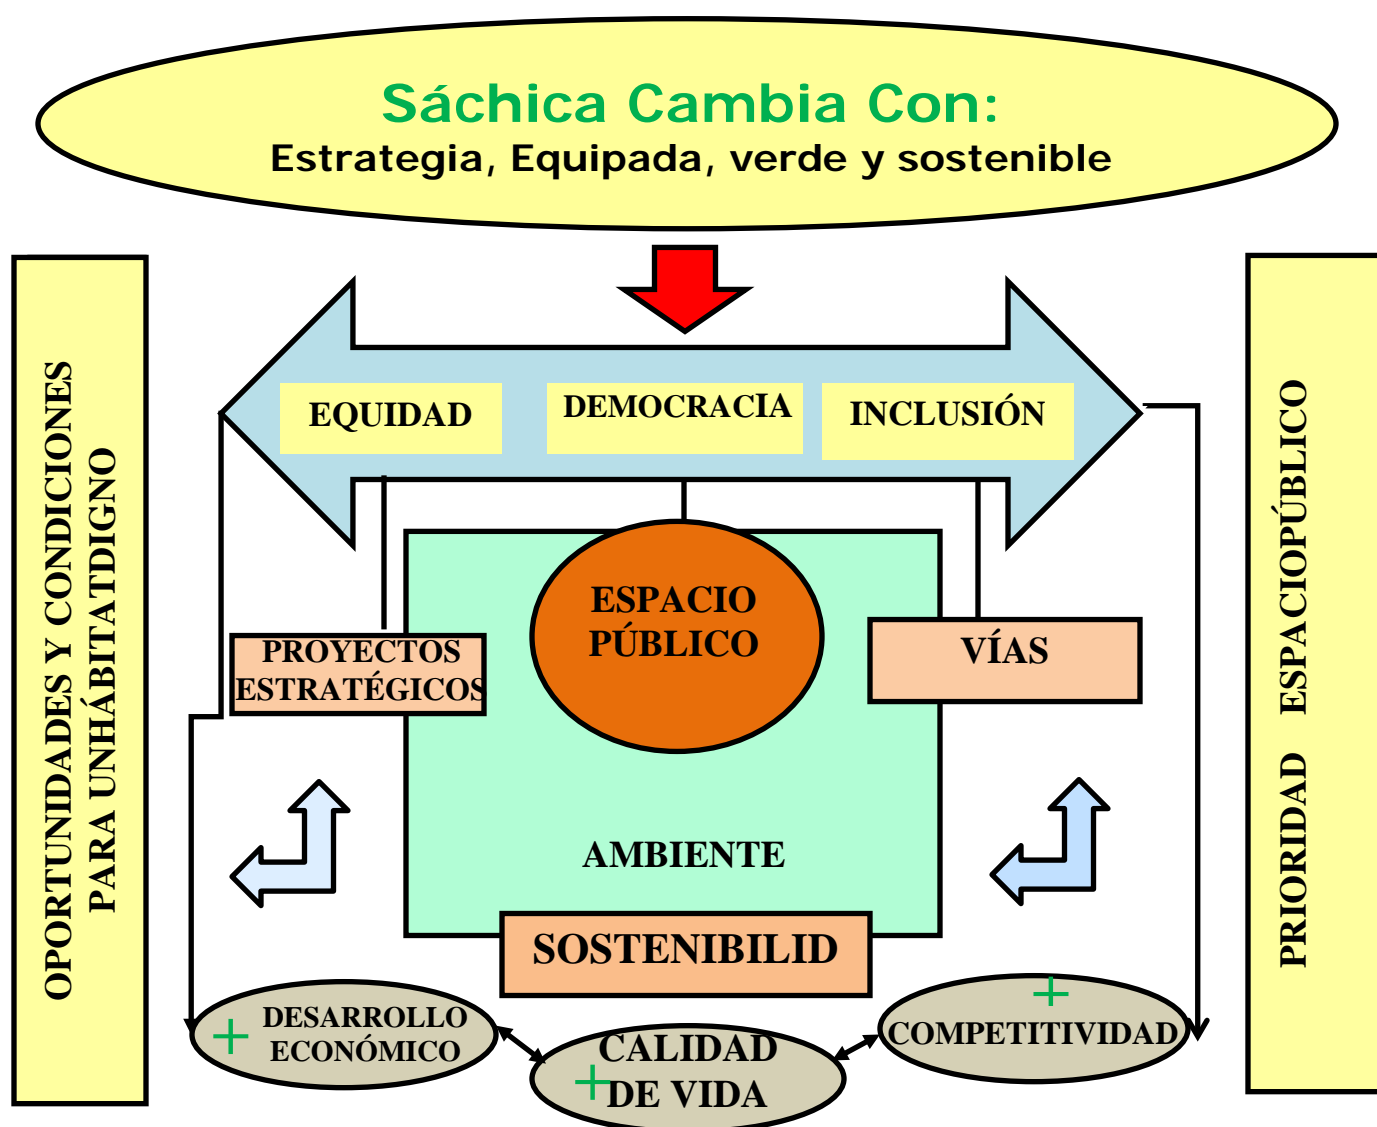 Sáchica Cambia Con:
Estrategia, Equipada, verde y sostenible
OPORTUNIDADES Y CONDICIONES
PARA UNHÁBITATDIGNO
EQUIDAD
DEMOCRACIA
INCLUSIÓN
PRIORIDAD ESPACIOPÚBLICO
ESPACIO
PÚBLICO
PROYECTOS
ESTRATÉGICOS
VÍAS
AMBIENTE
SOSTENIBILID
+ DESARROLLO
ECONÓMICO
+ CALIDAD
DE VIDA
+
COMPETITIVIDAD